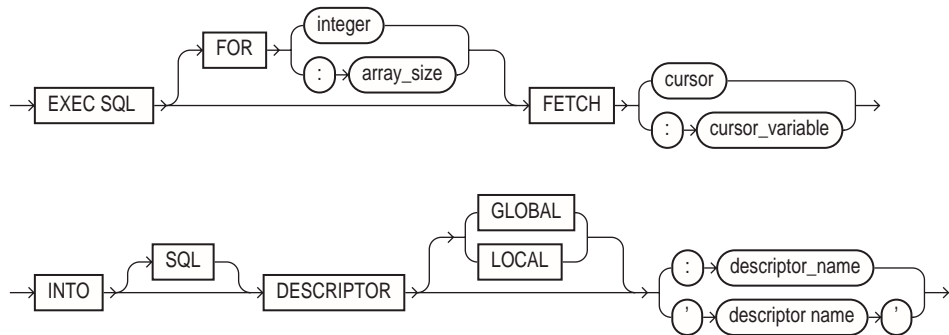 integer
FOR
: array_size
EXEC SQL
FETCH
cursor
: cursor_variable
GLOBAL
SQL
LOCAL
INTO
DESCRIPTOR
: descriptor_name
' descriptor name '